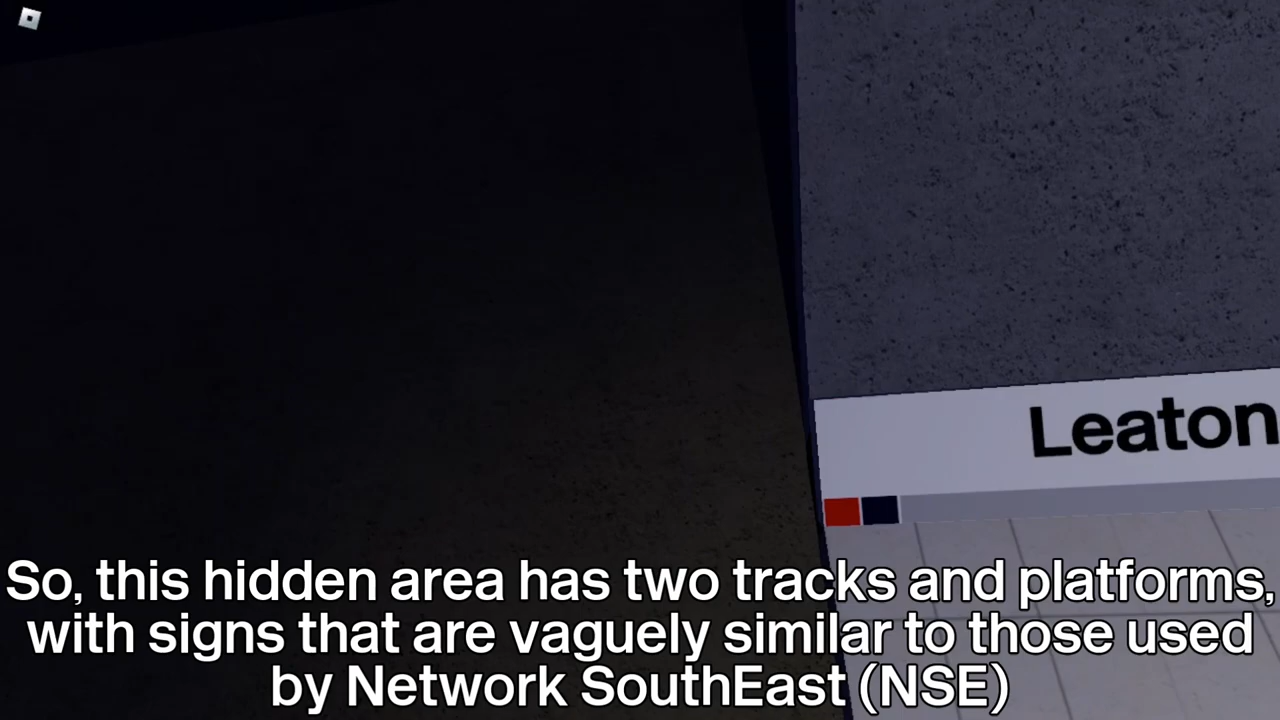 Leaton
So, this hidden area has two tracks and platforms,
with signs that are vaguely similar to those used
by Network SouthEast (NSE)